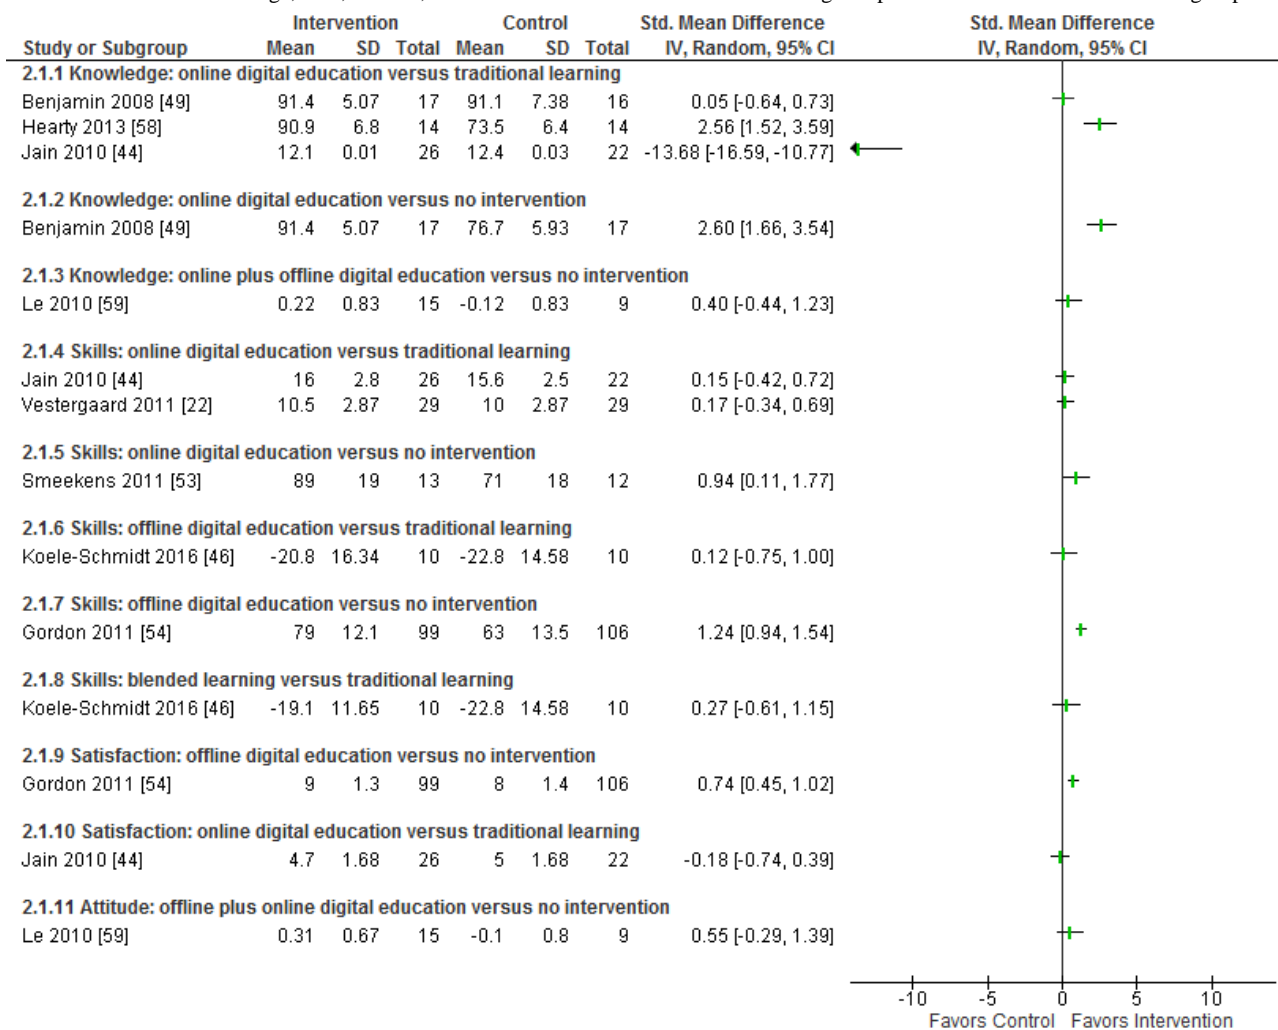 Intervention Control Std. Mean Difference Std. Mean Difference
Study or Subgroup Mean SD Total Mean SD Total IV, Random, 95% CI IV, Random, 95% CI
2.1.1 Knowledge: online digital education versus traditional learning
Benjamin 2008 [49] 91.4 5.07 17 91.1 7.38 16 0.05 [-0.64, 0.73]
Hearty 2013 [58] 90.9 6.8 14 73.5 6.4 14 2.56 [1.52, 3.59]
Jain 2010 [44] 12.1 0.01 26 12.4 0.03 22 -13.68 [-16.59, -10.77]
2.1.2 Knowledge: online digital education versus no intervention
Benjamin 2008 [49] 91.4 5.07 17 76.7 5.93 17 2.60 [1.66, 3.54]
2.1.3 Knowledge: online plus offline digital education versus no intervention
Le 2010 [59] 0.22 0.83 15 -0.12 0.83 9 0.40 [-0.44, 1.23]
2.1.4 Skills: online digital education versus traditional learning
Jain 2010 [44] 16 2.8 26 15.6 2.5 22 0.15 [-0.42, 0.72]
Vestergaard 2011 [22] 10.5 2.87 29 10 2.87 29 0.17 [-0.34, 0.69]
2.1.5 Skills: online digital education versus no intervention
Smeekens 2011 [53] 89 19 13 71 18 12 0.94 [0.11, 1.77]
2.1.6 Skills: offline digital education versus traditional learning
Koele-Schmidt 2016 [46] -20.8 16.34 10 -22.8 14.58 10 0.12 [-0.75, 1.00]
2.1.7 Skills: offline digital education versus no intervention
Gordon 2011 [54] 79 12.1 99 63 13.5 106 1.24 [0.94, 1.54]
2.1.8 Skills: blended learning versus traditional learning
Koele-Schmidt 2016 [46] -19.1 11.65 10 -22.8 14.58 10 0.27 [-0.61, 1.15]
2.1.9 Satisfaction: offline digital education versus no intervention
Gordon 2011 [54] 9 1.3 99 8 1.4 106 0.74 [0.45, 1.02]
2.1.10 Satisfaction: online digital education versus traditional learning
Jain 2010 [44] 4.7 1.68 26 5 1.68 22 -0.18 [-0.74, 0.39]
2.1.11 Attitude: offline plus online digital education versus no intervention
Le 2010 [59] 0.31 0.67 15 -0.1 0.8 9 0.55 [-0.29, 1.39]
-10 -5 0 5 10
Favors Control Favors Intervention